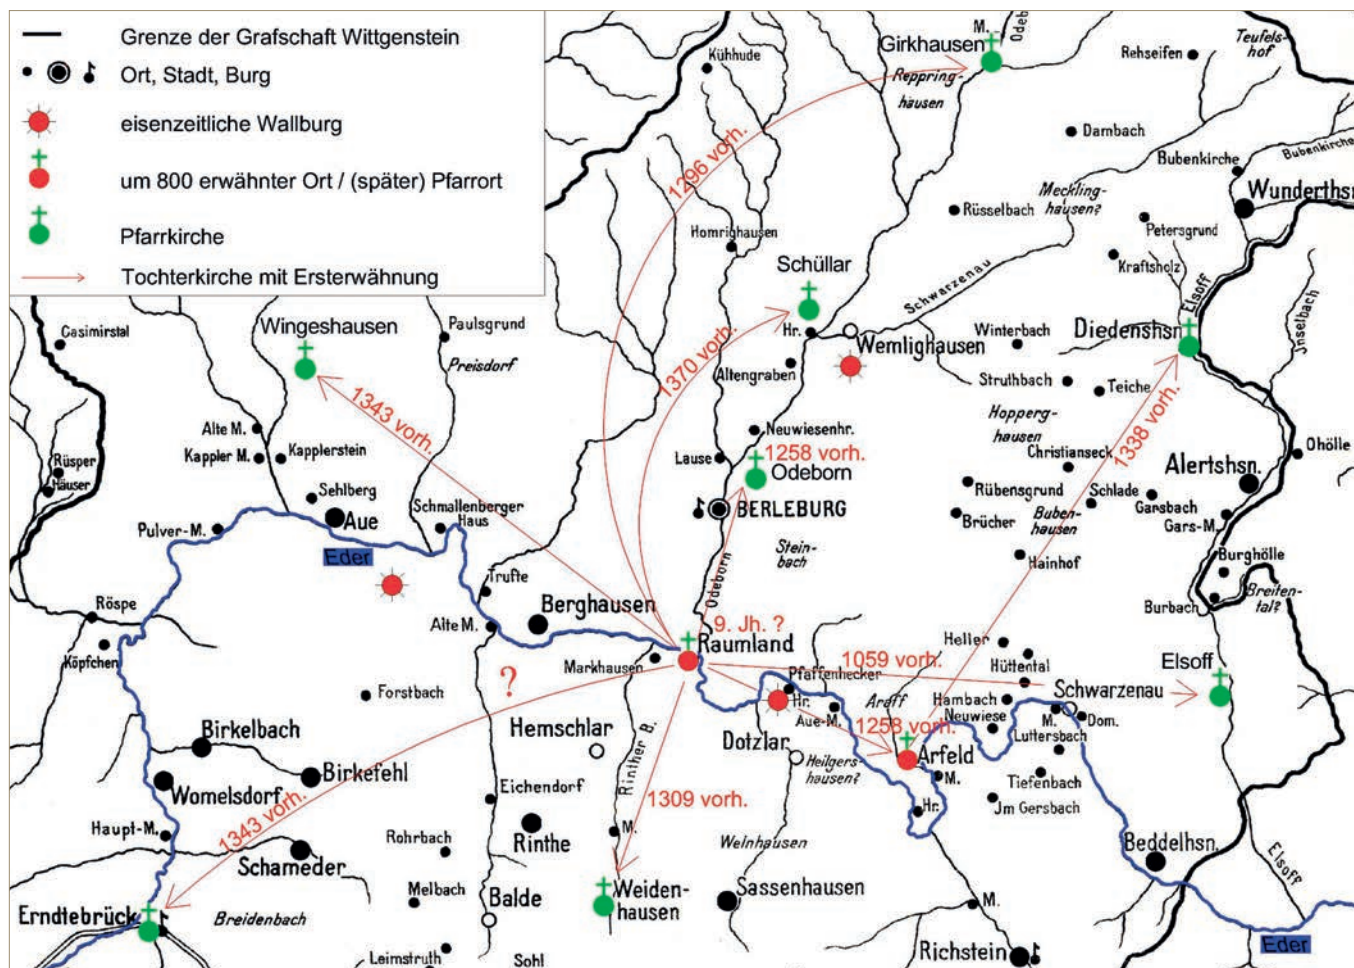 Grenze der Grafschaft Wittgenstein
Ort, Stadt, Burg
eisenzeitliche Wallburg
um 800 erwähnter Ort / (später) Pfarrort
Pfarrkirche
Tochterkirche mit Ersterwähnung
Kühhude
M.
Girkhausen
Odeb
Reppring-
hausen
Rehseifen
Teufels-
hof
Dambach
Bubenkirche
Bubenkirche
Wunderthsn
Meckling-
hausen?
Rüsselbach
Petersgrund
Kraftsholz
1296 vorh.
Homrighausen
Schüllar
Schwarzenau
Elsoff
Jnselbach
Diedenshsn
Casimirstal
Wingeshausen
Paulsgrund
Preisdorf
1370 vorh.
Hr.
Wemlighausen
Winterbach
Altengraben
Struthbach
Teiche
1343 vorh.
Hopperg-
hausen
1338 vorh.
Alte M.
Kappler M.
Kapplerstein
Neuwiesenhr.
Christianseck
Ohölle
Rüsper
Häuser
Lause
1258 vorh.
Odeborn
Alertshsn.
Sehlberg
Schmallenberger
Haus
Rübensgrund
Schlade
Garsbach
Pulver-M.
Aue
BERLEBURG
Brücher
Buben-
hausen
Gars-M.
Eder
Stein-
bach
Hainhof
Burghölle
Trufte
Odeborn
Breiten-
tal?
Röspe
Berghausen
Burbach
Alte M.
9. Jh. ?
Köpfchen
Raumland
Heller
Markhausen
1059 vorh.
Hüttental
Elsoff
Pfaffenhecker
?
Forstbach
Araff
Hambach
Schwarzenau
Hr.
Aue-M.
Neuwiese
M.
Dom.
Birkelbach
Hemschlar
Rinther B.
1258 vorh.
Luttersbach
Dotzlar
Heilgers-
hausen?
Arfeld
Birkefehl
M.
Tiefenbach
Womelsdorf
Eichendorf
1309 vorh.
Hr.
Jm Gersbach
Haupt-M.
1343 vorh.
Rohrbach
Rinthe
M.
Weinhausen
Beddelhsn.
Schameder
Elsoff
Melbach
Balde
Weiden-
hausen
Sassenhausen
M.
Erndtebrück
Breidenbach
Leimstruth
Sohl
Richstein
Eder